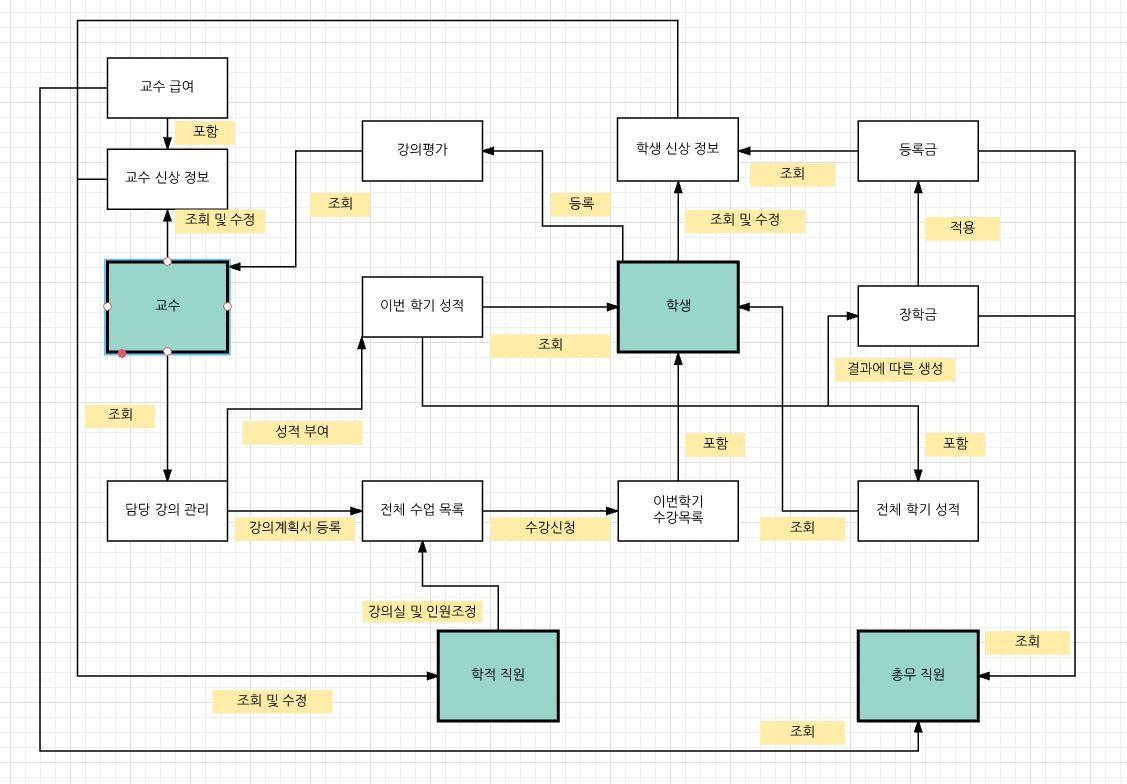 교수 급여
포함
교수 신상 정보
조회 및 수정
강의평가
조회
등록
학생 신상 정보
조회
등록금
조회 및 수정
적용
교수
이번 학기 성적
조회
학생
장학금
결과에 따른 생성
조회
성적 부여
포함
포함
담당 강의 관리
강의계획서 등록
전체 수업 목록
수강신청
이번학기
수강목록
조회
전체 학기 성적
강의실 및 인원조정
학적 직원
조회 및 수정
총무 직원
조회
조회